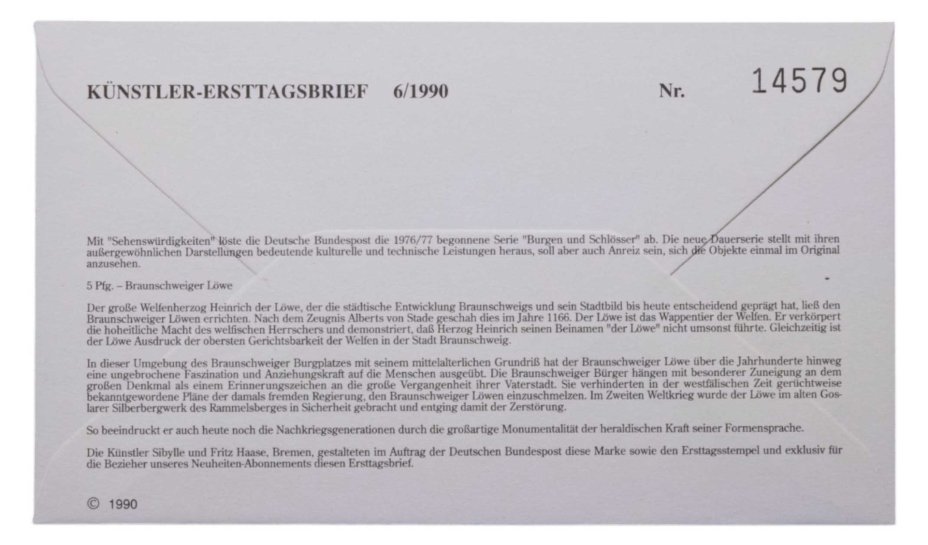 KÜNSTLER-ERSTTAGSBRIEF 6/1990 Nr. 14579
Mit "Sehenswürdigkeiten" löste die Deutsche Bundespost die 1976/77 begonnene Serie "Burgen und Schlösser" ab. Die neue Dauerserie stellt mit ihren
außergewöhnlichen Darstellungen bedeutende kulturelle und technische Leistungen heraus, soll aber auch Anreiz sein, sich die Objekte einmal im Original
anzusehen.
5 Pfg. – Braunschweiger Löwe
Der große Welfenherzog Heinrich der Löwe, der die städtische Entwicklung Braunschweigs und sein Stadtbild bis heute entscheidend geprägt hat, ließ den
Braunschweiger Löwen errichten. Nach dem Zeugnis Alberts von Stade geschah dies im Jahre 1166. Der Löwe ist das Wappentier der Welfen. Er verkörpert
die hoheitliche Macht des welfischen Herrschers und demonstriert, daß Herzog Heinrich seinen Beinamen "der Löwe" nicht umsonst führte. Gleichzeitig ist
der Löwe Ausdruck der obersten Gerichtsbarkeit der Welfen in der Stadt Braunschweig.
In dieser Umgebung des Braunschweiger Burgplatzes mit seinem mittelalterlichen Grundriß hat der Braunschweiger Löwe über die Jahrhunderte hinweg
eine ungebrochene Faszination und Anziehungskraft auf die Menschen ausgeübt. Die Braunschweiger Bürger hängen mit besonderer Zuneigung an dem
großen Denkmal als einem Erinnerungszeichen an die große Vergangenheit ihrer Vaterstadt. Sie verhinderten in der westfälischen Zeit gerüchtweise
bekanntgewordene Pläne der damals fremden Regierung, den Braunschweiger Löwen einzuschmelzen. Im Zweiten Weltkrieg wurde der Löwe im alten Gos-
larer Silberbergwerk des Rammelsberges in Sicherheit gebracht und entging damit der Zerstörung.
So beeindruckt er auch heute noch die Nachkriegsgenerationen durch die großartige Monumentalität der heraldischen Kraft seiner Formensprache.
Die Künstler Sibylle und Fritz Haase, Bremen, gestalteten im Auftrag der Deutschen Bundespost diese Marke sowie den Ersttagsstempel und exklusiv für
die Bezieher unseres Neuheiten-Abonnements diesen Ersttagsbrief.
© 1990